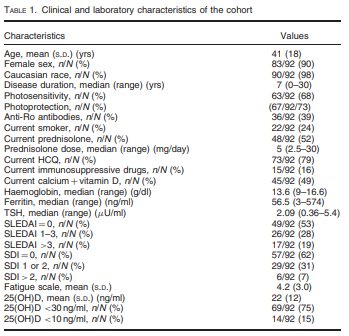 TABLE 1. Clinical and laboratory characteristics of the cohort
Characteristics Values
Age, mean (S.D.) (yrs) 41 (18)
Female sex, n/N (%) 83/92 (90)
Caucasian race, n/N (%) 90/92 (98)
Disease duration, median (range) (yrs) 7 (0–30)
Photosensitivity, n/N (%) 63/92 (68)
Photoprotection, n/N (%) (67/92/73)
Anti-Ro antibodies, n/N (%) 36/92 (39)
Current smoker, n/N (%) 22/92 (24)
Current prednisolone, n/N (%) 48/92 (52)
Prednisolone dose, median (range) (mg/day) 5 (2.5–30)
Current HCQ, n/N (%) 73/92 (79)
Current immunosuppressive drugs, n/N (%) 15/92 (16)
Current calcium + vitamin D, n/N (%) 45/92 (49)
Haemoglobin, median (range) (g/dl) 13.6 (9–16.6)
Ferritin, median (range) (ng/ml) 56.5 (3–574)
TSH, median (range) (μU/ml) 2.09 (0.36–5.4)
SLEDAI = 0, n/N (%) 49/92 (53)
SLEDAI 1–3, n/N (%) 26/92 (28)
SLEDAI >3, n/N (%) 17/92 (19)
SDI = 0, n/N (%) 57/92 (62)
SDI 1 or 2, n/N (%) 29/92 (31)
SDI > 2, n/N (%) 6/92 (7)
Fatigue scale, mean (S.D.) 4.2 (3.0)
25(OH)D, mean (S.D.) (ng/ml) 22 (12)
25(OH)D <30 ng/ml, n/N (%) 69/92 (75)
25(OH)D <10 ng/ml, n/N (%) 14/92 (15)